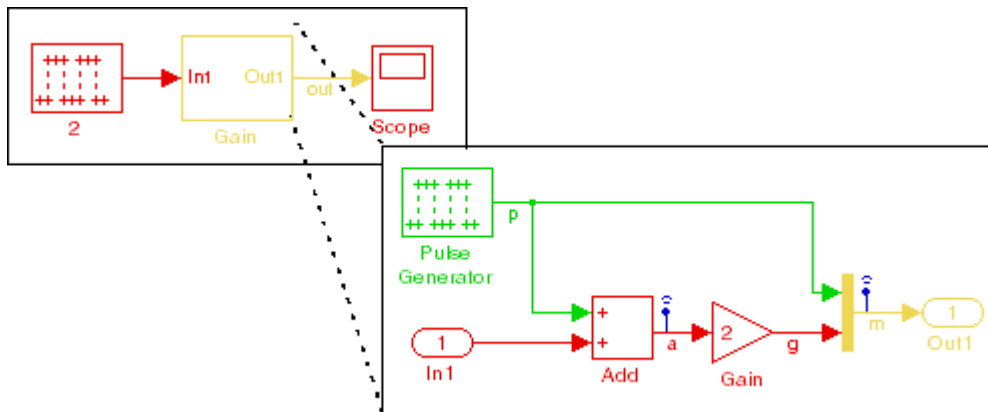 In1 Out1
out
2 Gain Scope
p
Pulse
Generator
+
+
1 In1
Add
a
2
Gain
g
m
1
Out1